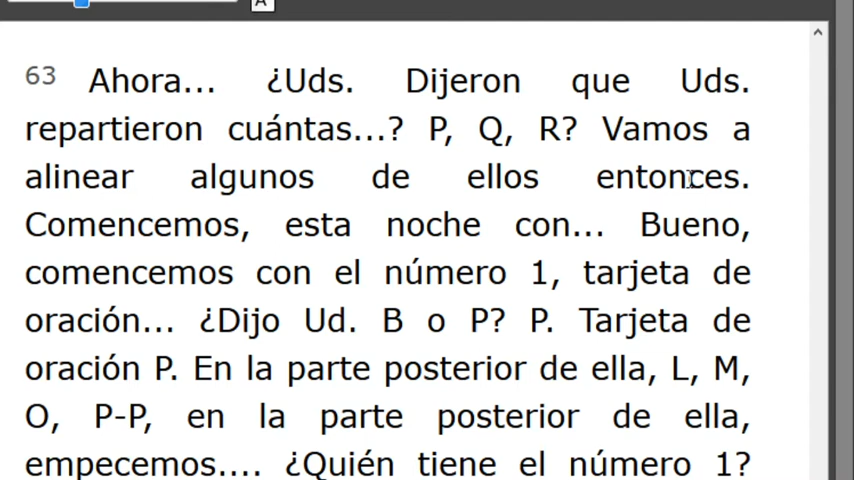 A
63 Ahora... ¿Uds. Dijeron que Uds.
repartieron cuántas...? P, Q, R? Vamos a
alinear algunos de ellos entonces.
Comencemos, esta noche con... Bueno,
comencemos con el número 1, tarjeta de
oración... ¿Dijo Ud. B o P? P. Tarjeta de
oración P. En la parte posterior de ella, L, M,
O, P-P, en la parte posterior de ella,
empecemos.... ¿Quién tiene el número 1?